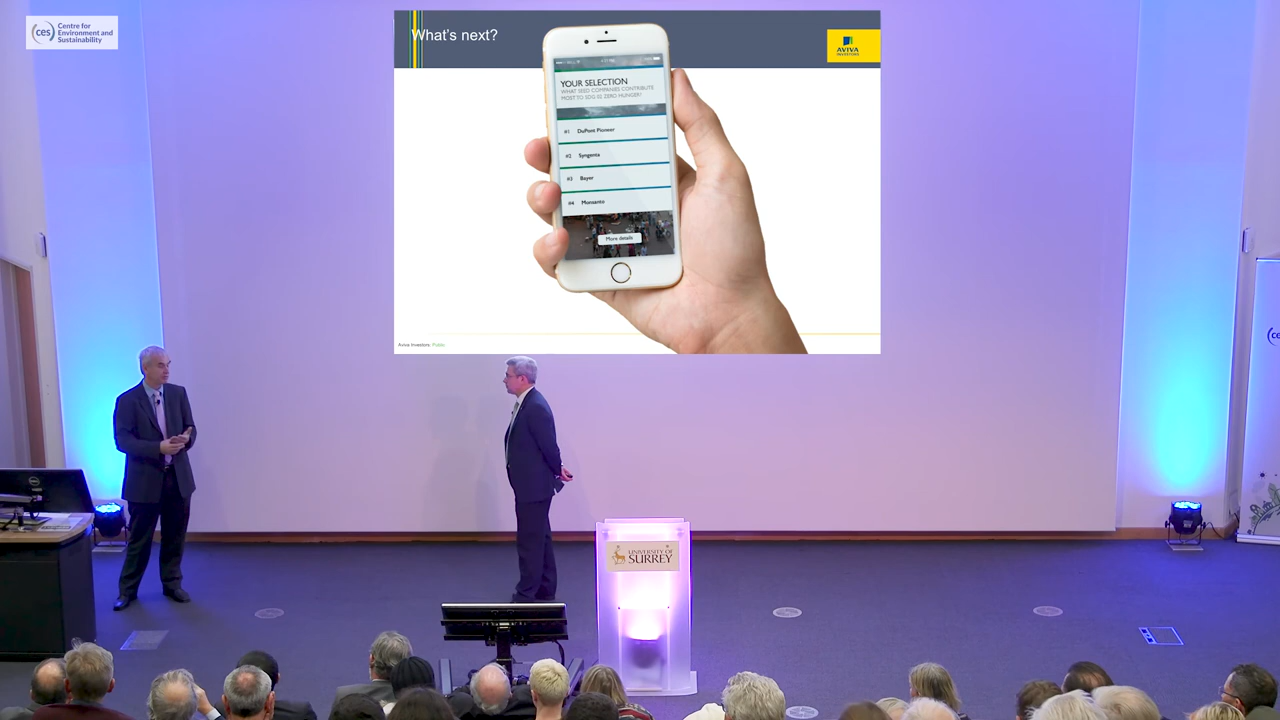 ces
Centre for
Environment and
Sustainability
What's next?
AVIVA
INVESTORS
YOUR SELECTION
WHAT SEED COMPANIES CONTRIBUTE
MOST TO SDG 02 ZERO HUNGER?
#1 DuPont Pioneer
#2 Syngenta
#3 Bayer
#4 Monsanto
More details
Aviva Investors: Public
UNIVERSITY OF
SURREY